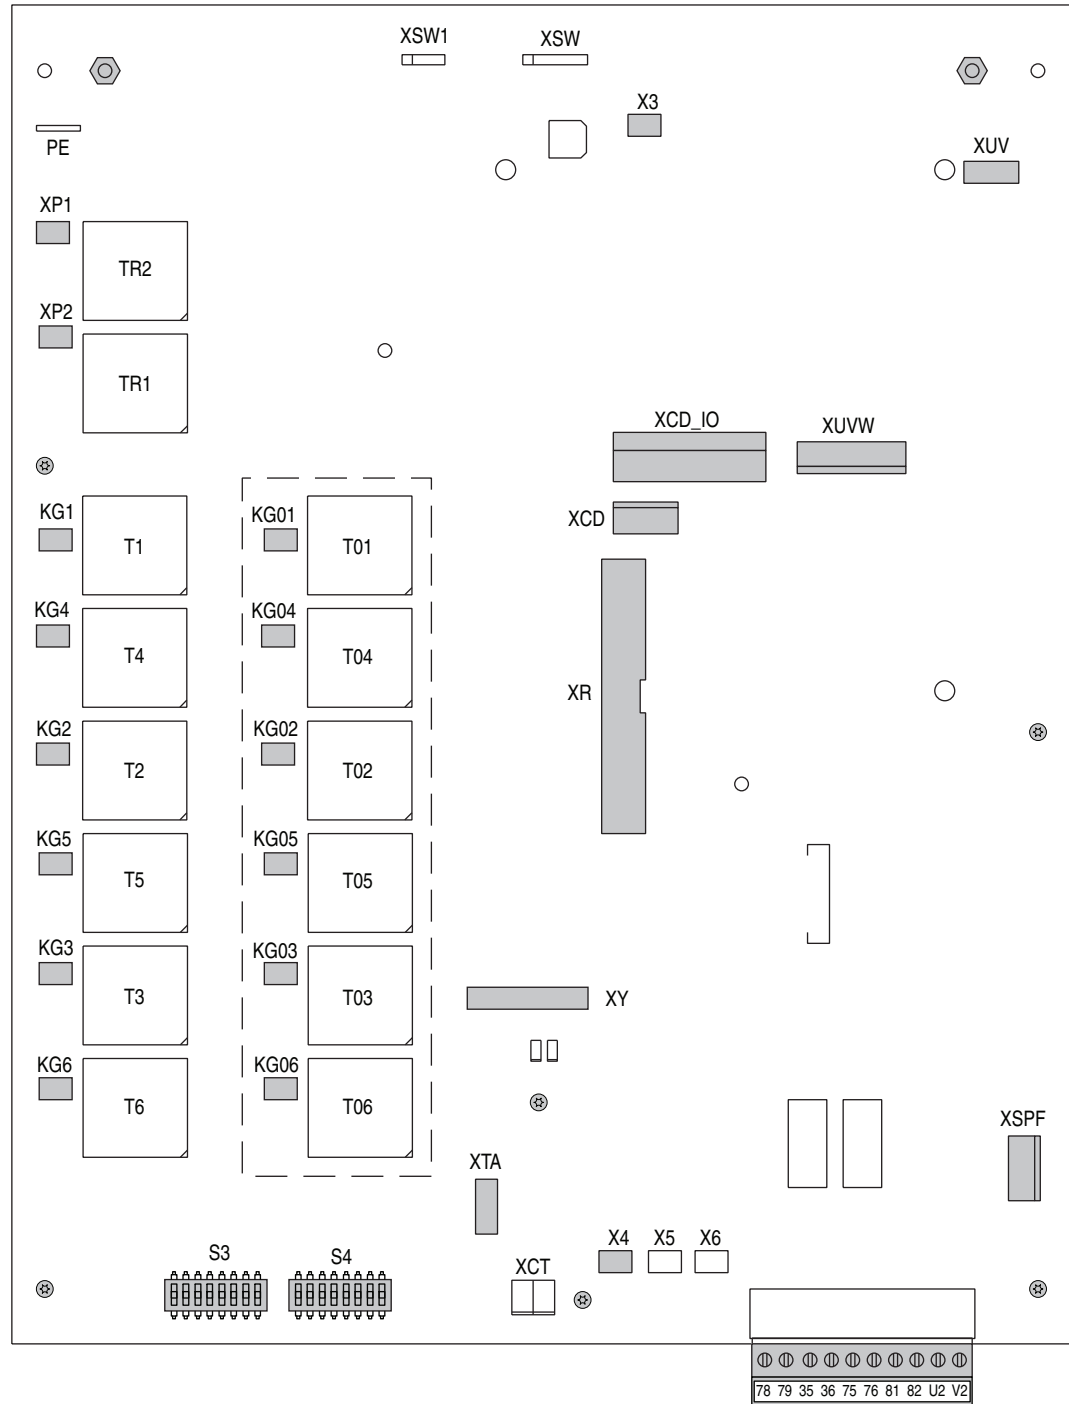 XSW1 XSW
X3
PE XUV
XP1
TR2
XP2
TR1
XCD_IO XUVW
KG1 T1 KG01 T01 XCD
KG4 T4 KG04 T04
XR
KG2 T2 KG02 T02
KG5 T5 KG05 T05
KG3 T3 KG03 T03 XY
KG6 T6 KG06 T06
XSPF
XTA
X4 X5 X6
S3 S4 XCT
78 79 35 36 75 76 81 82 U2 V2